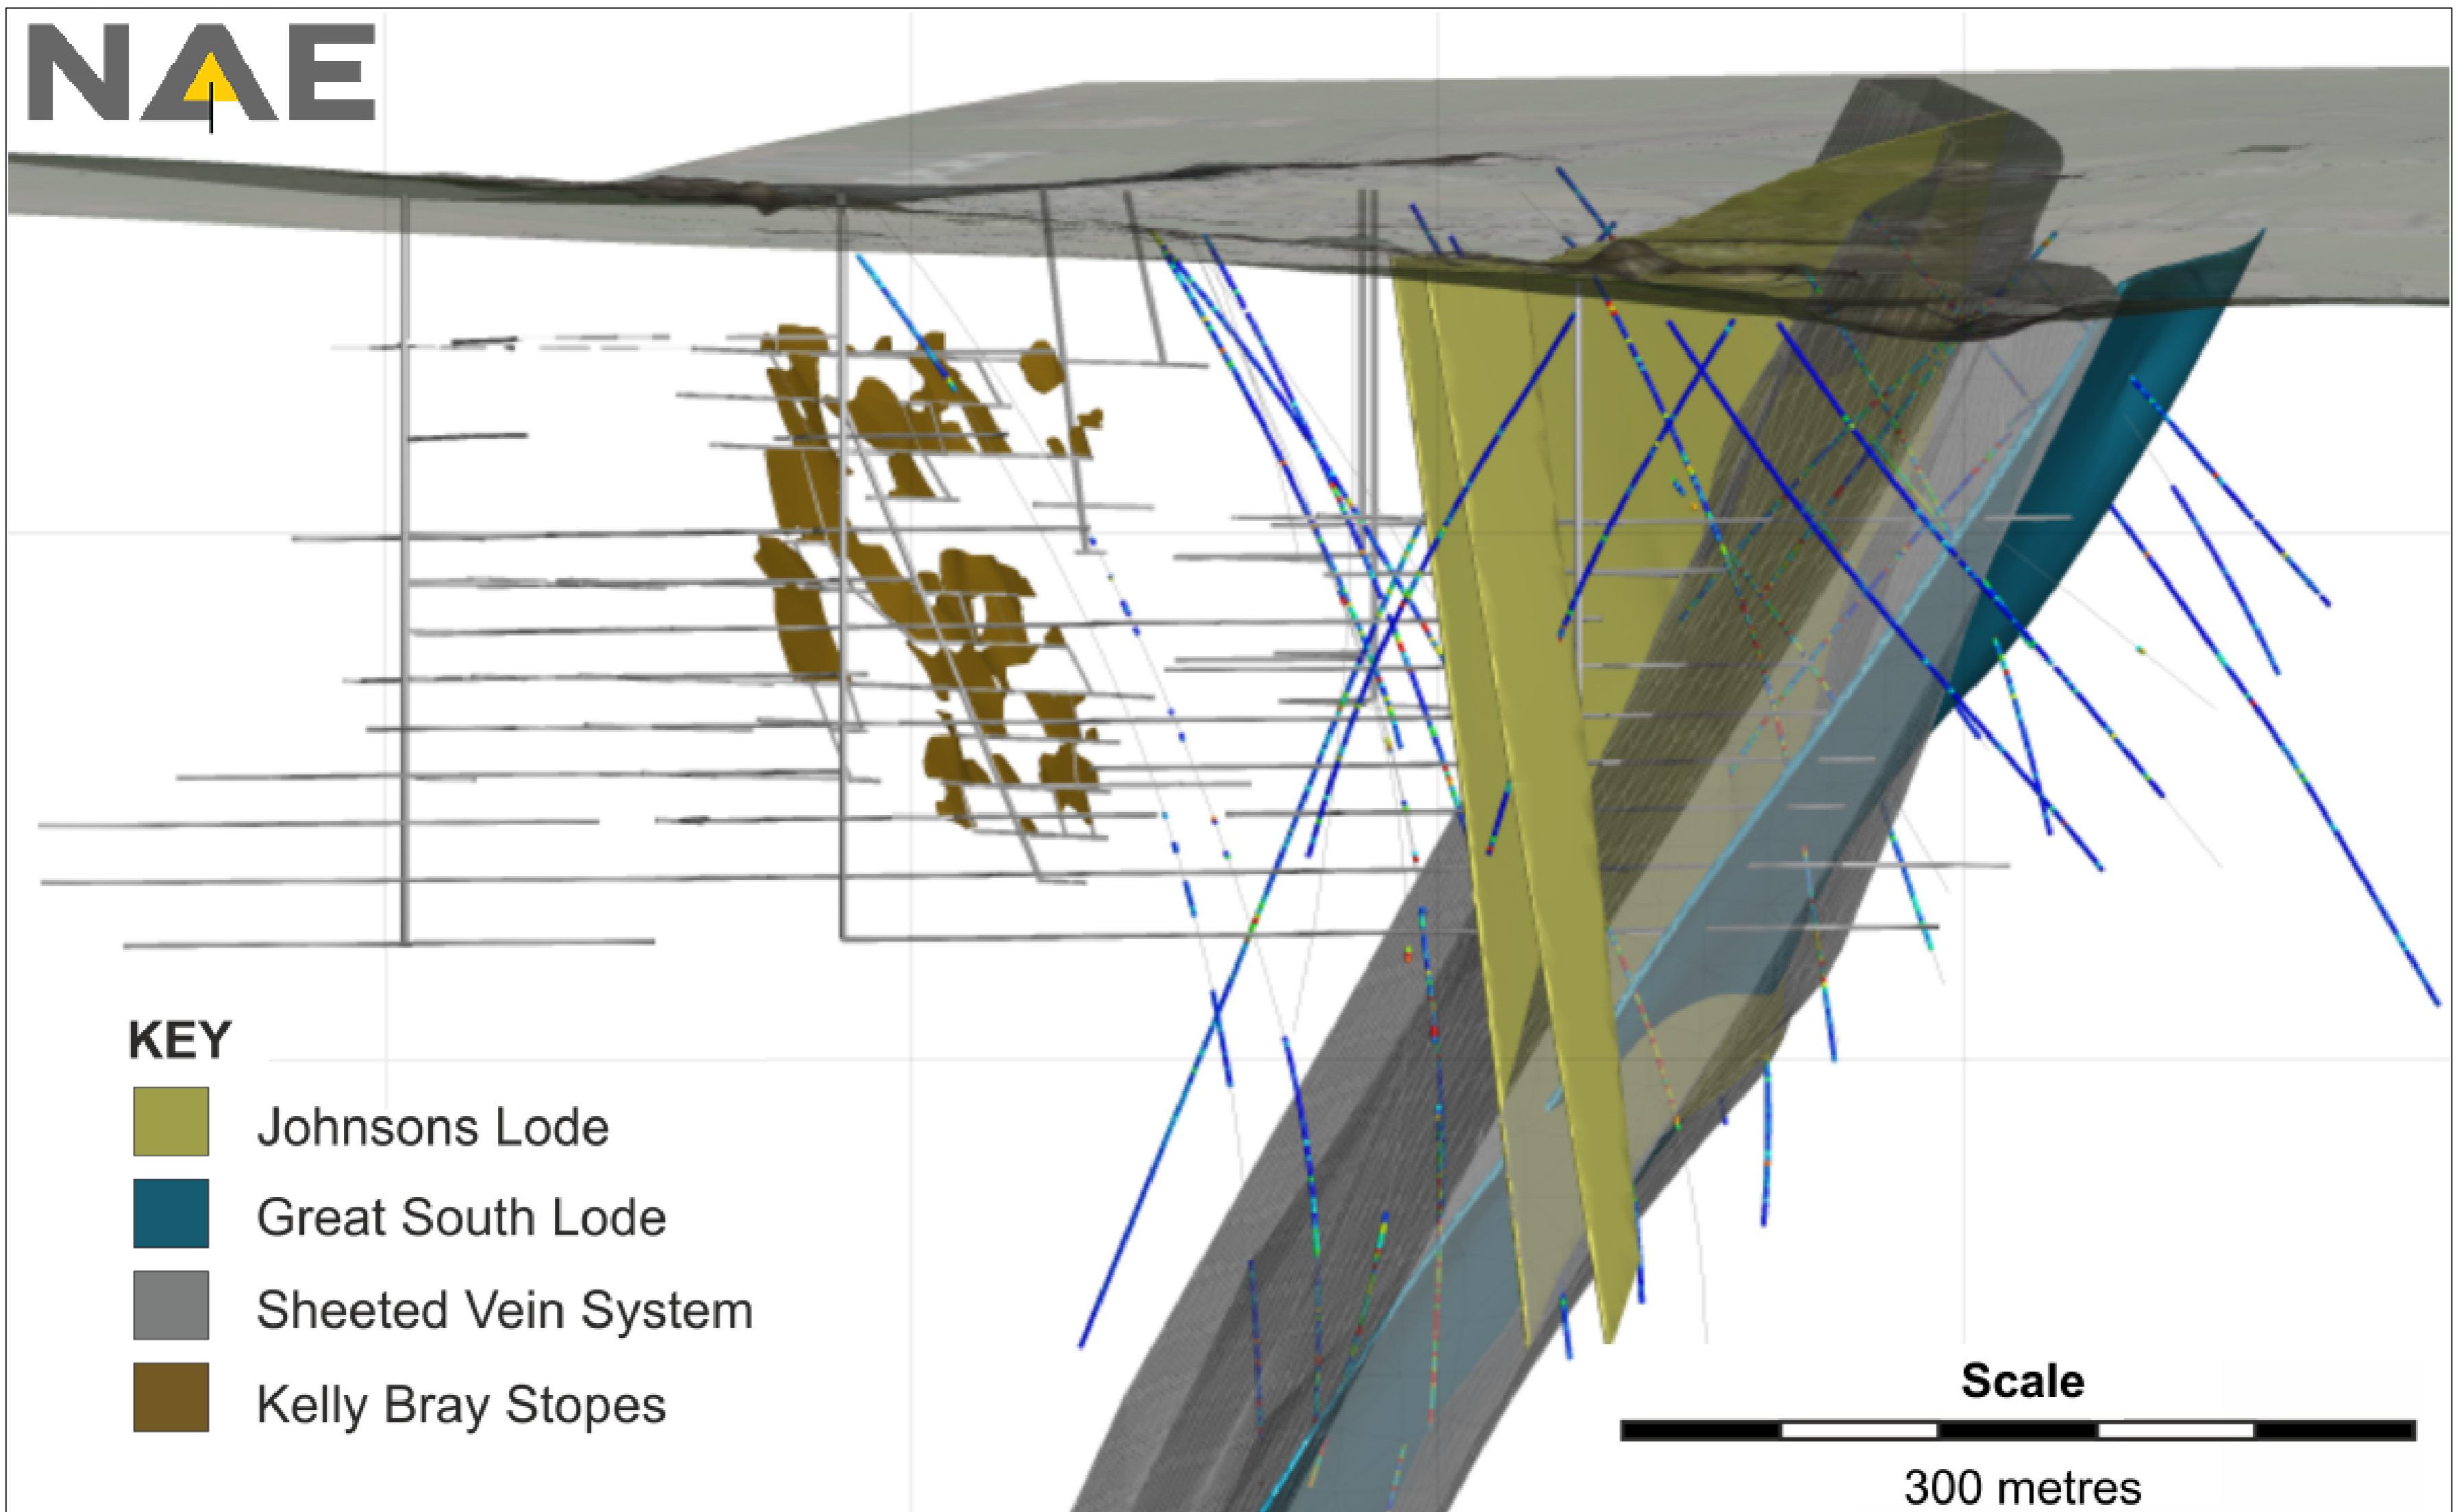 NAE
KEY
Johnsons Lode
Great South Lode
Sheeted Vein System
Kelly Bray Stopes
Scale
300 metres